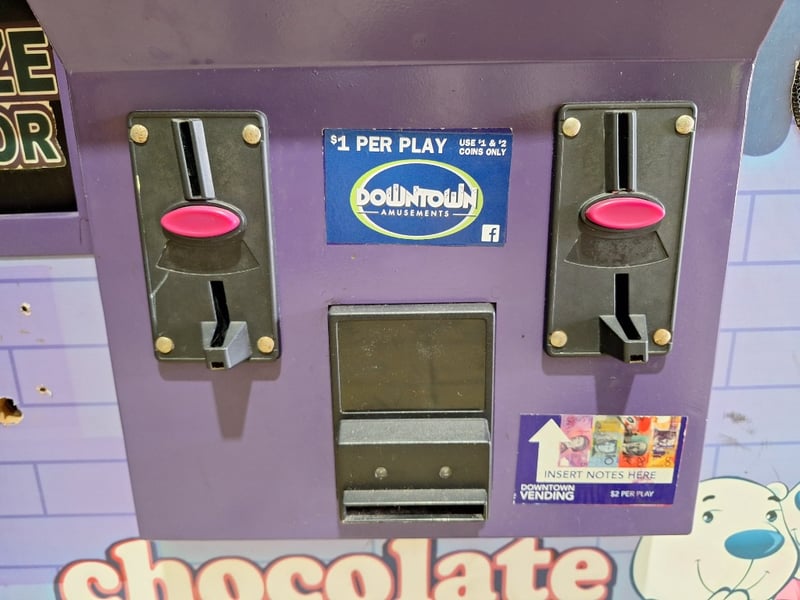 ZE
OR
$1 PER PLAY
USE $1 & $2
COINS ONLY
DOWNTOWN
AMUSEMENTS
f
INSERT NOTES HERE
DOWNTOWN
VENDING
$2 PER PLAY
chocolate